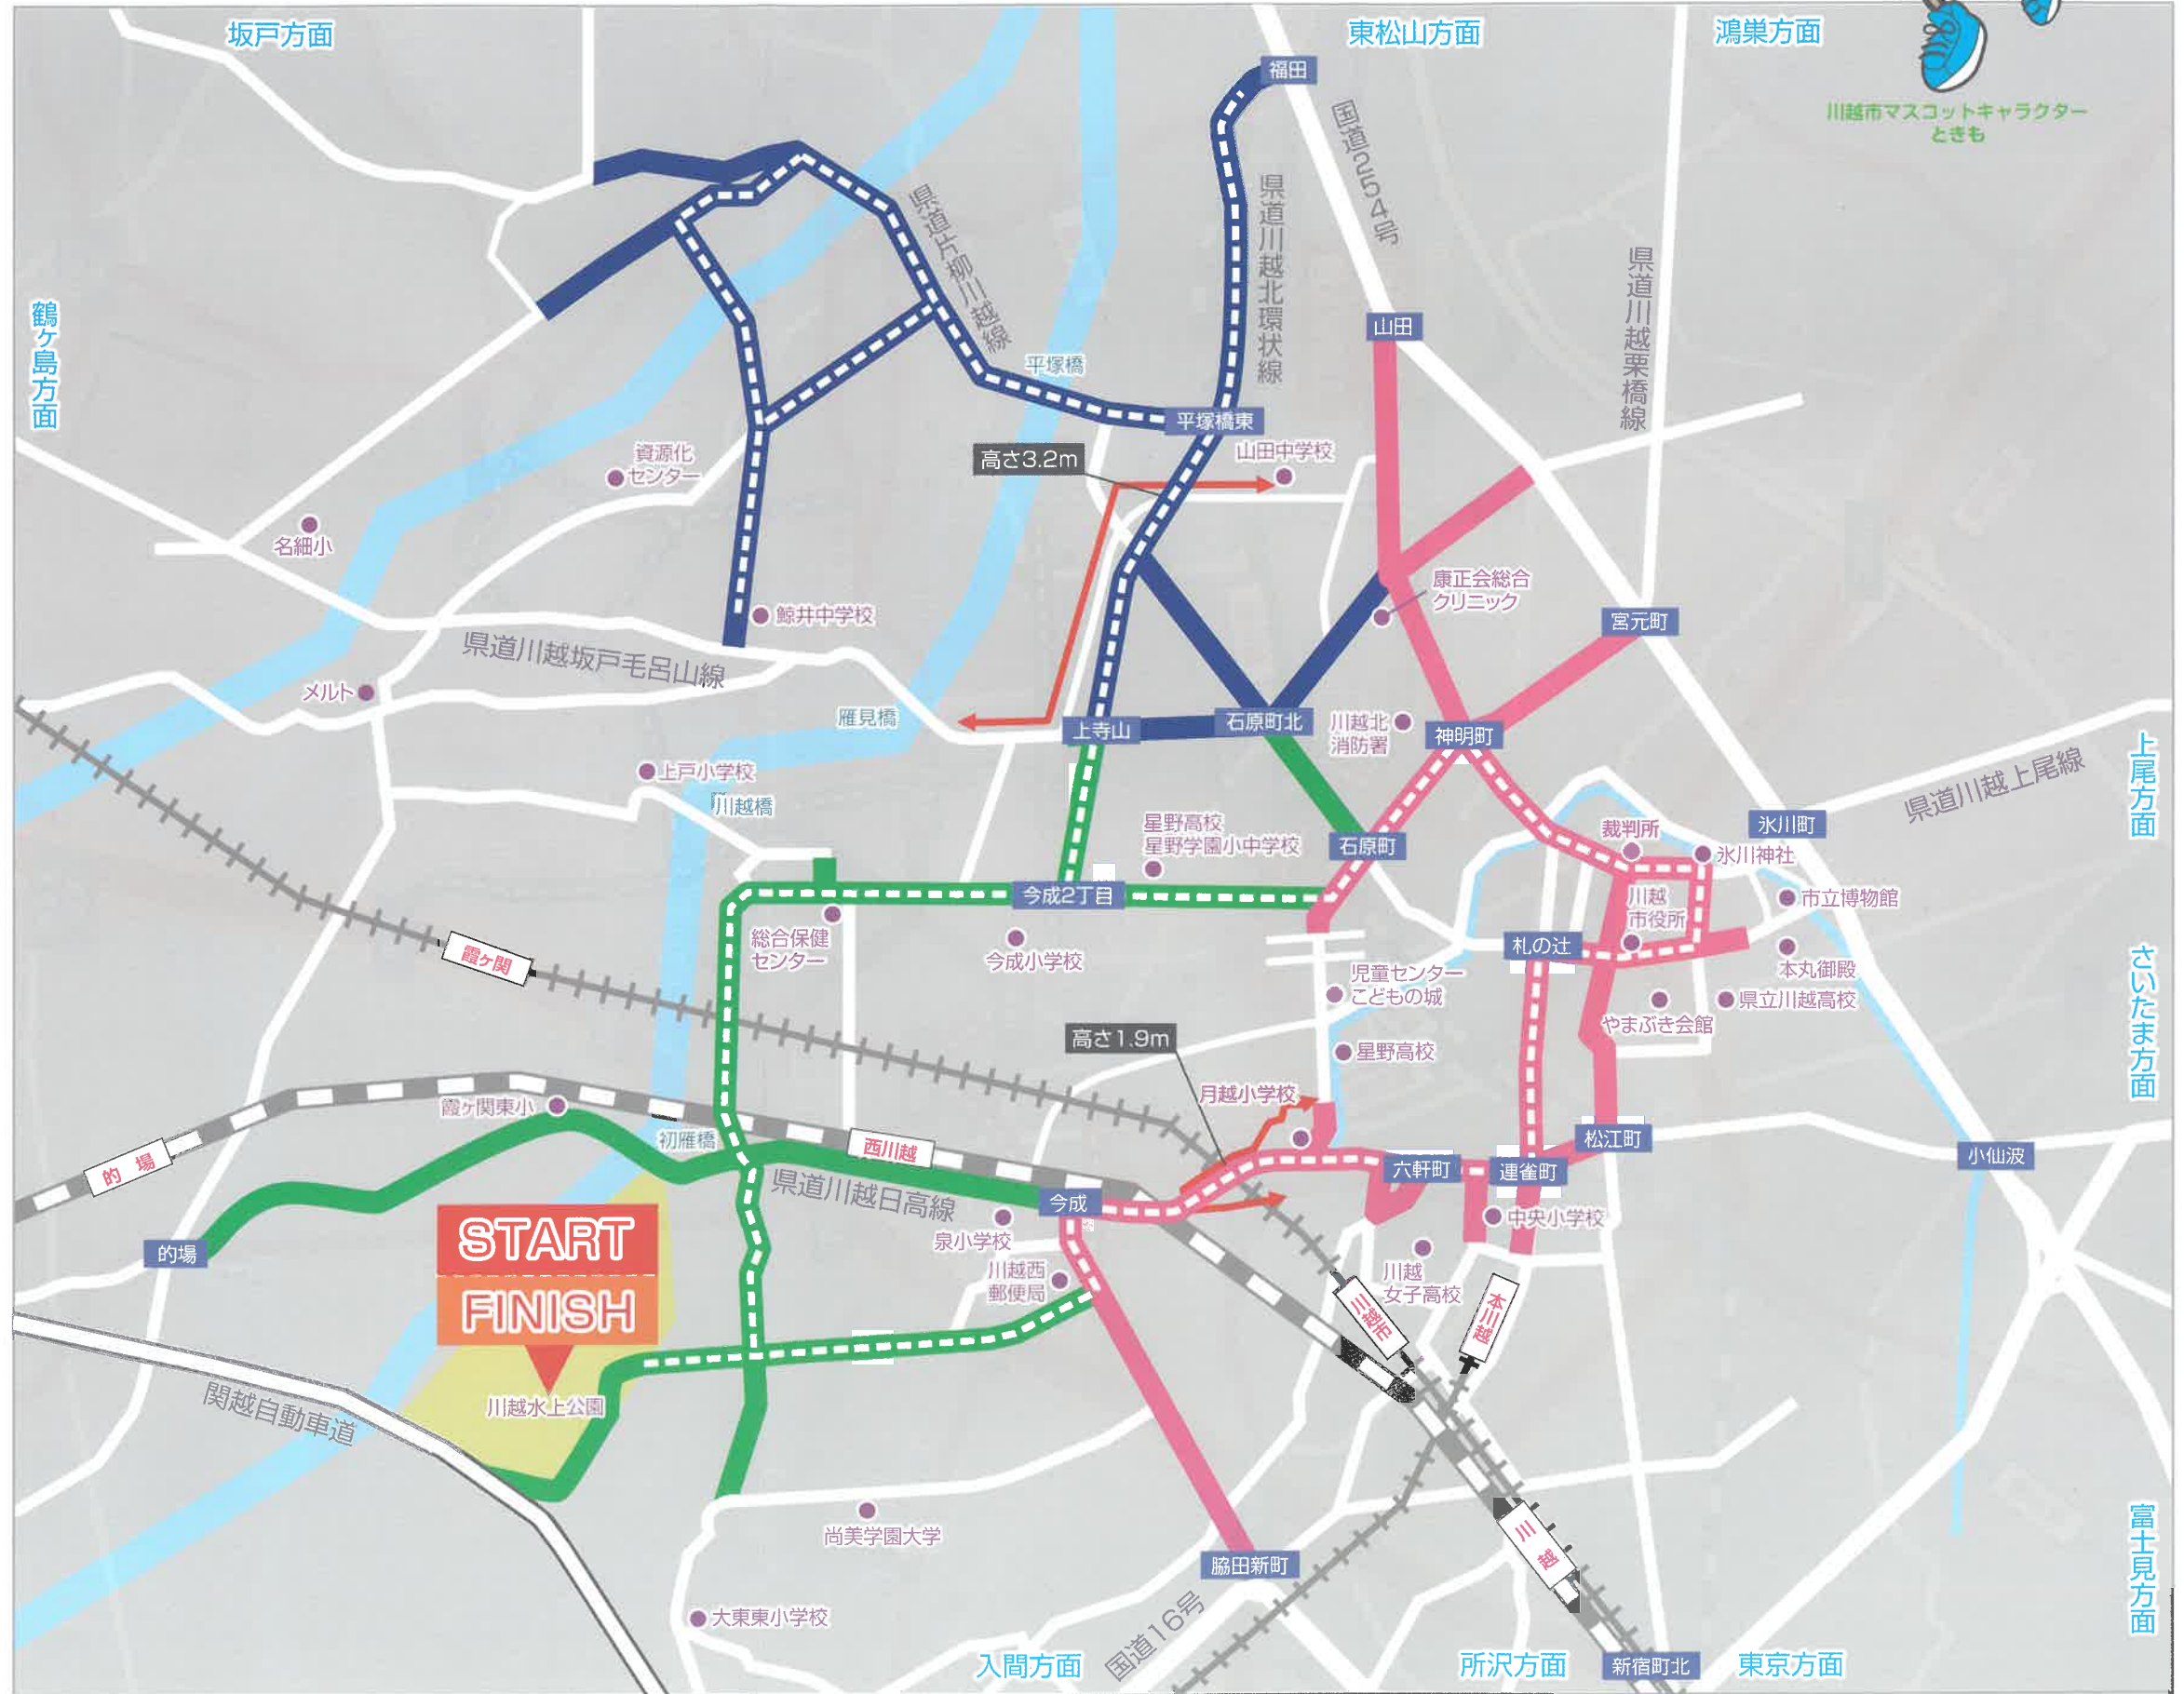 坂戸方面
東松山方面
鴻巣方面
川越市マスコットキャラクター
ときも
福田
国道254号
県道片柳川越線
県道川越北環状線
県道川越栗橋線
鶴ヶ島方面
山田
平塚橋
平塚橋東
高さ3.2m
山田中学校
資源化
センター
名細小
康正会総合
クリニック
鯨井中学校
宮元町
県道川越坂戸毛呂山線
メルト
雁見橋
上寺山
石原町北
川越北
消防署
神明町
上尾方面
県道川越上尾線
上戸小学校
川越橋
星野高校
星野学園小中学校
石原町
裁判所
氷川町
氷川神社
今成2丁目
川越
市役所
市立博物館
総合保健
センター
今成小学校
札の辻
本丸御殿
さいたま方面
霞ヶ関
児童センター
こどもの城
やまぶき会館
県立川越高校
高さ1.9m
星野高校
月越小学校
霞ヶ関東小
初雁橋
西川越
松江町
小仙波
的場
六軒町
連雀町
県道川越日高線
今成
中央小学校
泉小学校
的場
START
FINISH
川越西
郵便局
川越
女子高校
川越市
本川越
川越水上公園
関越自動車道
尚美学園大学
川越
脇田新町
富士見方面
大東東小学校
国道16号
入間方面
所沢方面
新宿町北
東京方面